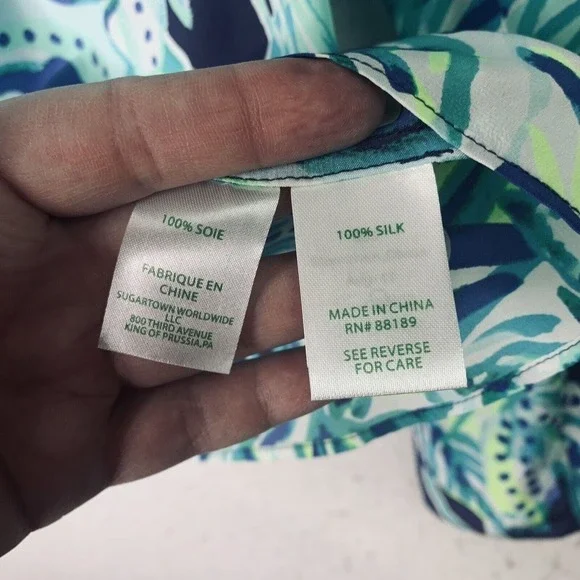 100% SOIE
FABRIQUE EN
CHINE
SUGARTOWN WORLDWIDE
LLC
800 THIRD AVENUE
KING OF PRUSSIA,PA
100% SILK
MADE IN CHINA
RN# 88189
SEE REVERSE
FOR CARE